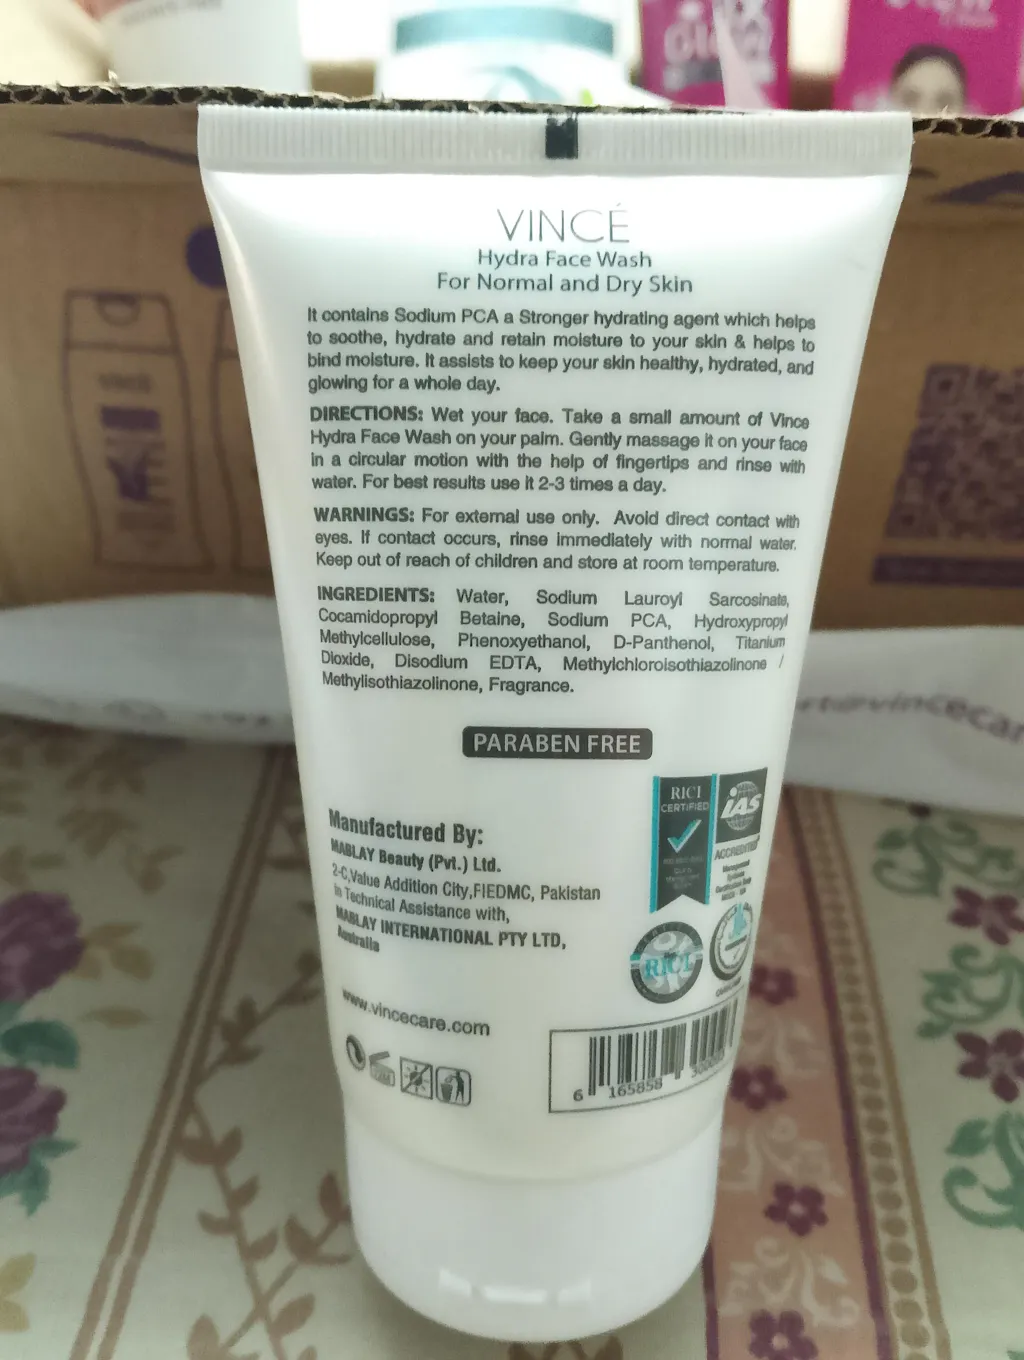 VINCÉ
Hydra Face Wash
For Normal and Dry Skin
It contains Sodium PCA a Stronger hydrating agent which helps
to soothe, hydrate and retain moisture to your skin & helps to
bind moisture. It assists to keep your skin healthy, hydrated, and
glowing for a whole day.
DIRECTIONS: Wet your face. Take a small amount of Vince
Hydra Face Wash on your palm. Gently massage it on your face
in a circular motion with the help of fingertips and rinse with
water. For best results use it 2-3 times a day.
WARNINGS: For external use only. Avoid direct contact with
eyes. If contact occurs, rinse immediately with normal water.
Keep out of reach of children and store at room temperature.
INGREDIENTS: Water, Sodium Lauroyl Sarcosinate,
Cocamidopropyl Betaine, Sodium PCA, Hydroxypropyl
Methylcellulose, Phenoxyethanol, D-Panthenol, Titanium
Dioxide, Disodium EDTA, Methylchloroisothiazolinone /
Methylisothiazolinone, Fragrance.
PARABEN FREE
RICI
CERTIFIED
iAS
ACCREDITED
Manufactured By:
MABLAY Beauty (Pvt.) Ltd.
2-C,Value Addition City,FIEDMC, Pakistan
in Technical Assistance with,
MABLAY INTERNATIONAL PTY LTD,
Australia
RICI
www.vincecare.com
6 165858